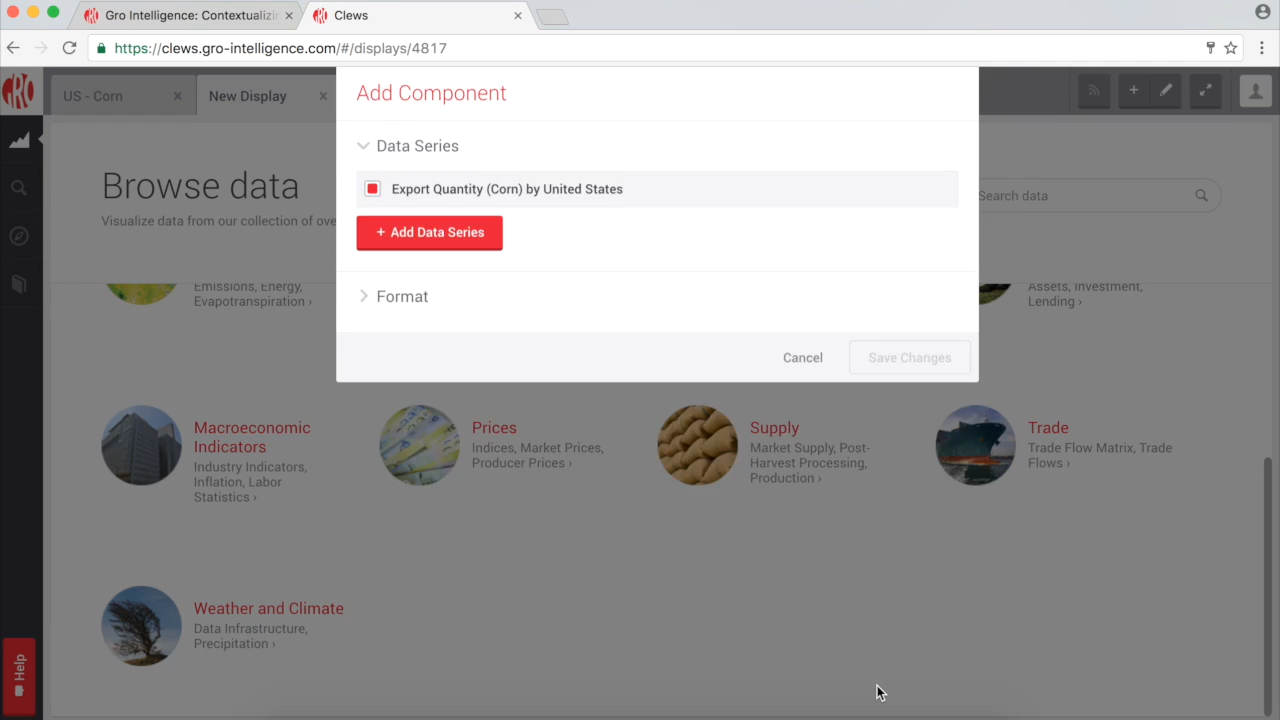 Gro Intelligence: Contextualizin
Clews
https://clews.gro-intelligence.com/#/displays/4817
GRO
US - Corn
New Display
Add Component
Data Series
Export Quantity (Corn) by United States
+ Add Data Series
Format
Cancel
Save Changes
Browse data
Visualize data from our collection of ove
Search data
Emissions, Energy,
Evapotranspiration ›
Assets, Investment,
Lending ›
Macroeconomic
Indicators
Industry Indicators,
Inflation, Labor
Statistics ›
Prices
Indices, Market Prices,
Producer Prices ›
Supply
Market Supply, Post-
Harvest Processing,
Production ›
Trade
Trade Flow Matrix, Trade
Flows ›
Weather and Climate
Data Infrastructure,
Precipitation ›
Help